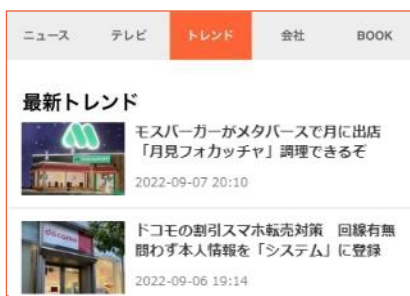 ニュース テレビ トレンド 会社 BOOK
最新トレンド
モスバーガーがメタバースで月に出店
「月見フォカッチャ」調理できるぞ
2022-09-07 20:10
ドコモの割引スマホ転売対策 回線有無
問わず本人情報を「システム」に登録
2022-09-06 19:14
docomo